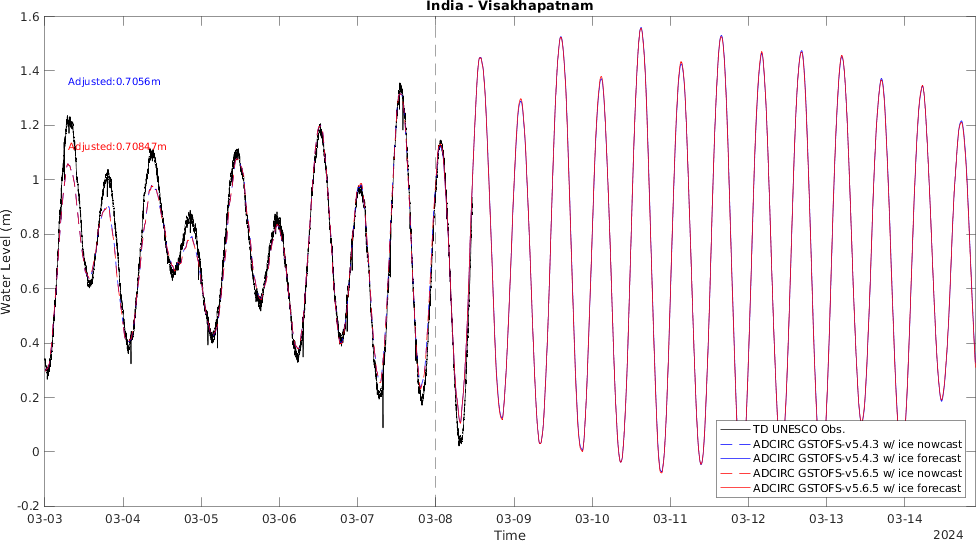 India - Visakhapatnam
1.6
1.4
1.2
1
0.8
0.6
0.4
0.2
0
-0.2
Water Level (m)
Adjusted:0.7056m
Adjusted:0.70847m
TD UNESCO Obs.
ADCIRC GSTOFS-v5.4.3 w/ ice nowcast
ADCIRC GSTOFS-v5.4.3 w/ ice forecast
ADCIRC GSTOFS-v5.6.5 w/ ice nowcast
ADCIRC GSTOFS-v5.6.5 w/ ice forecast
03-03 03-04 03-05 03-06 03-07 03-08 03-09 03-10 03-11 03-12 03-13 03-14
Time
2024